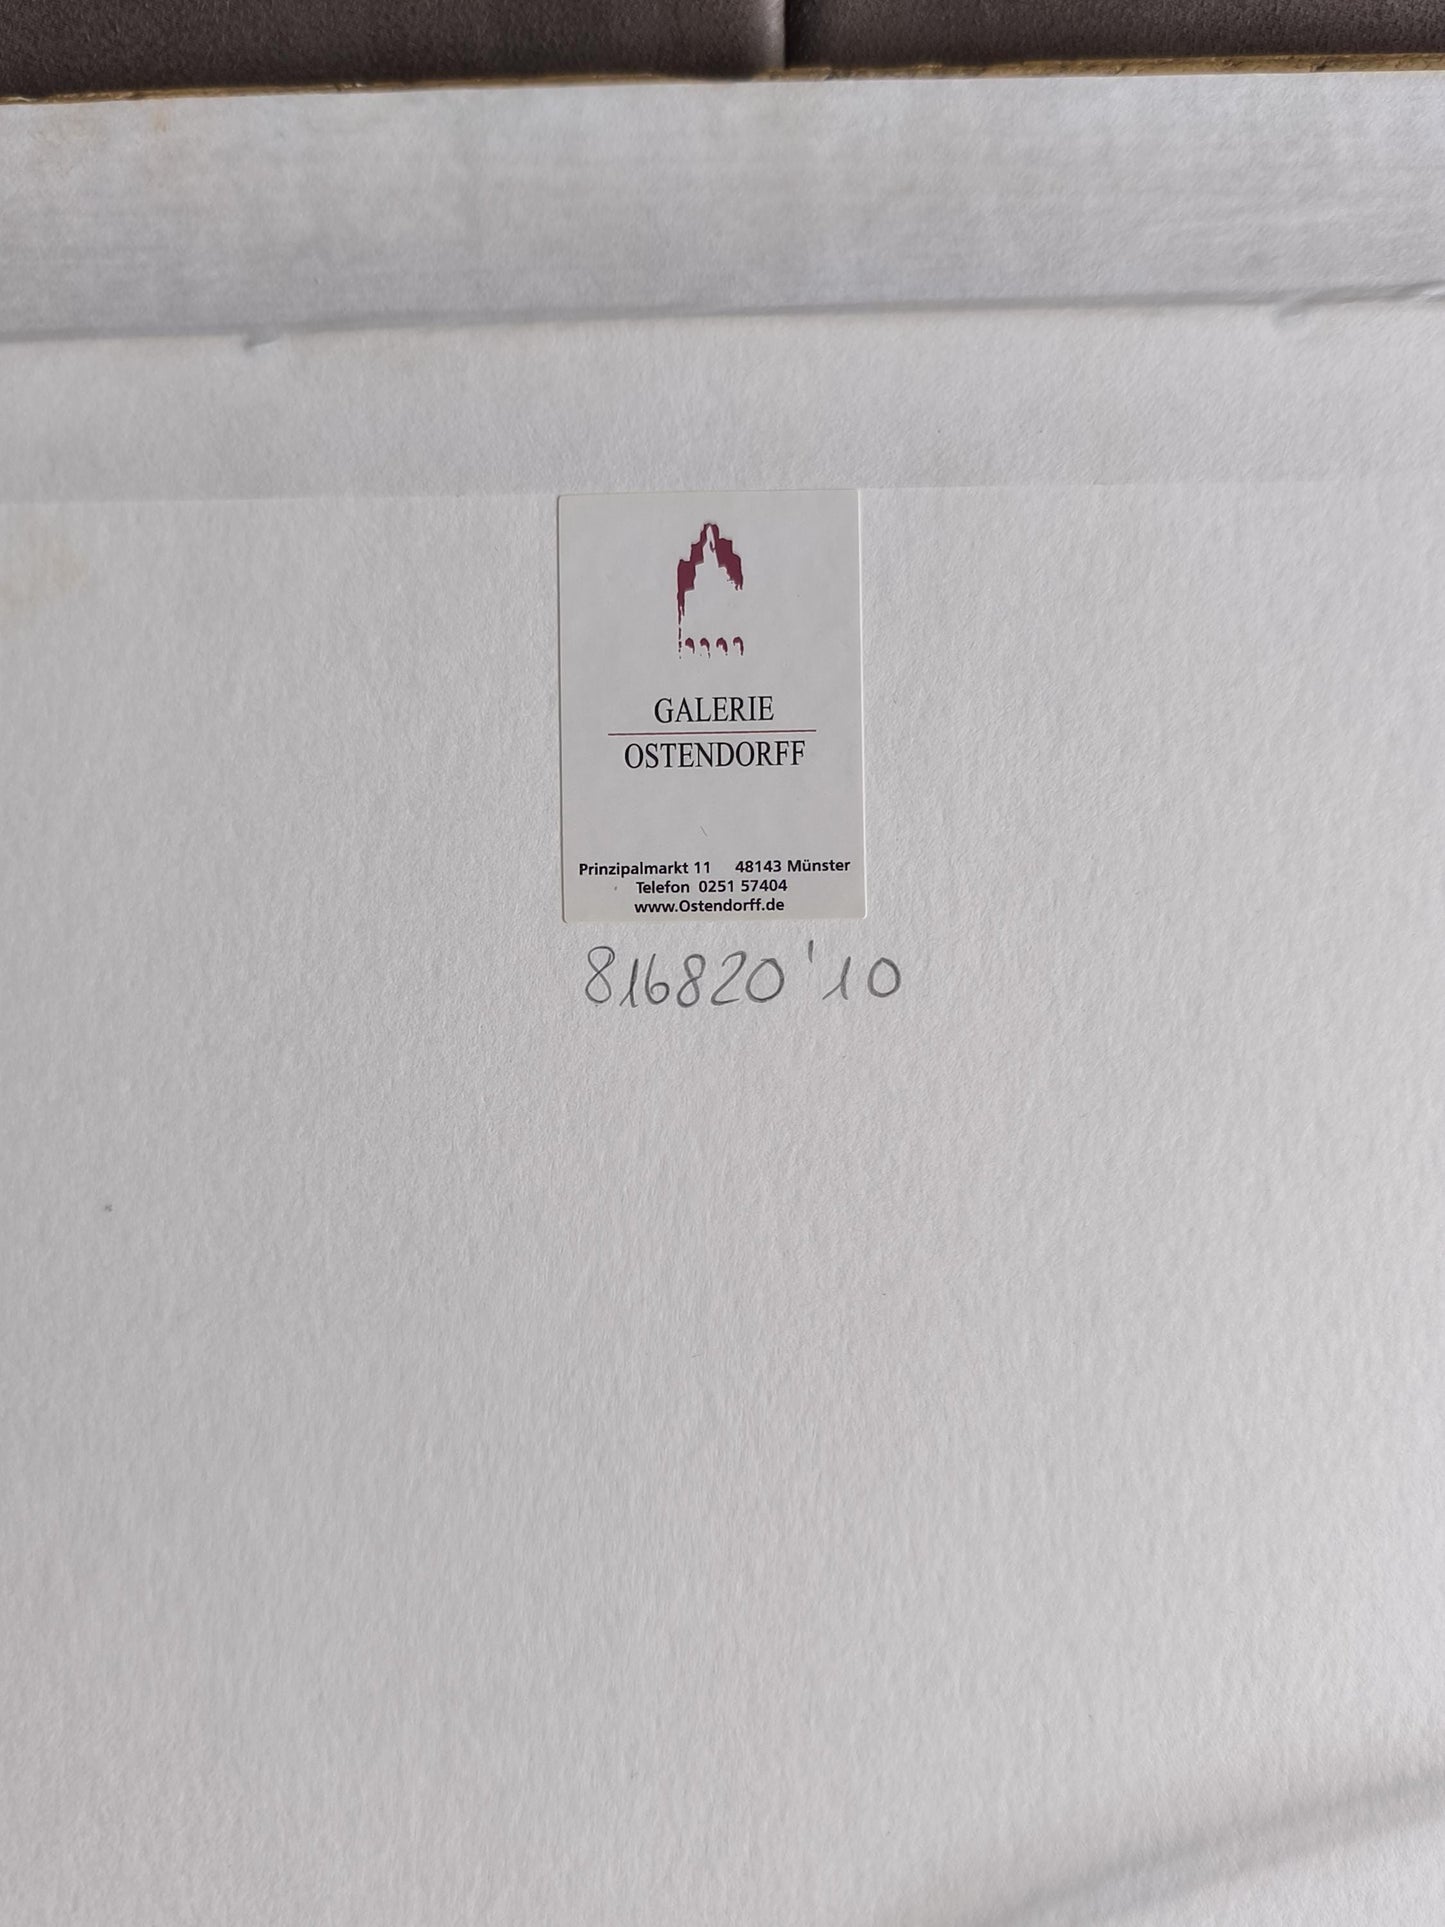 GALERIE
OSTENDORFF
Prinzipalmarkt 11 48143 Münster
Telefon 0251 57404
www.Ostendorff.de
816820'10